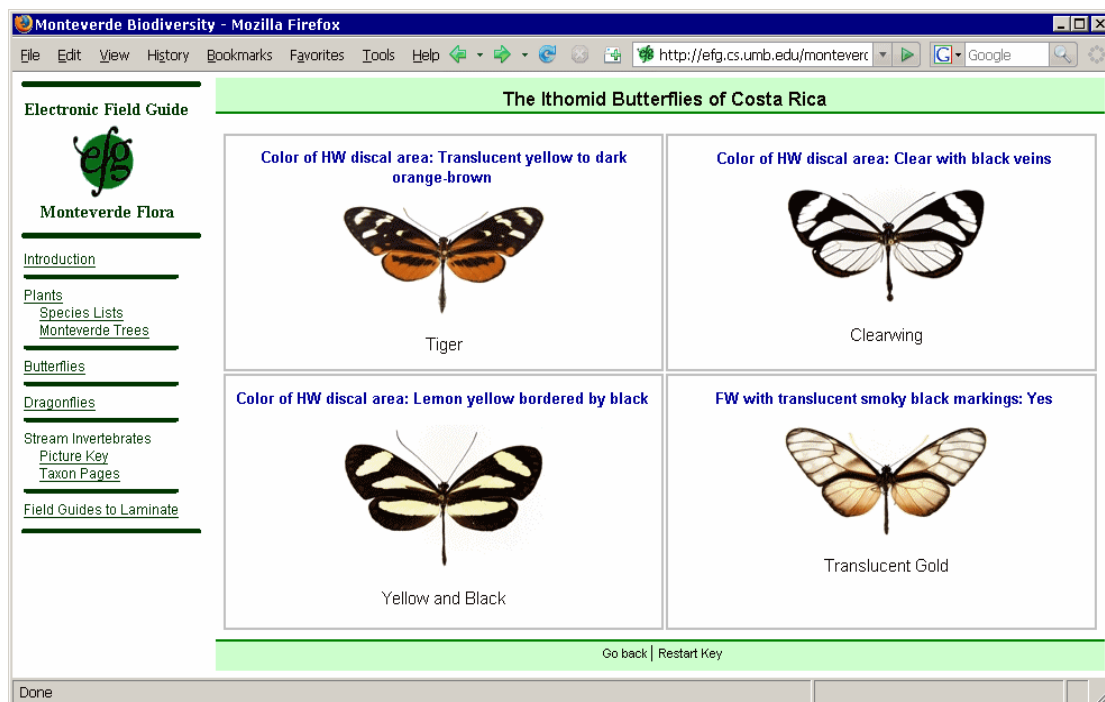 Monteverde Biodiversity - Mozilla Firefox
File Edit View History Bookmarks Favorites Tools Help http://efg.cs.umb.edu/monteverc G Google
Electronic Field Guide
efg
Monteverde Flora
Introduction
Plants
Species Lists
Monteverde Trees
Butterflies
Dragonflies
Stream Invertebrates
Picture Key
Taxon Pages
Field Guides to Laminate
The Ithomid Butterflies of Costa Rica
Color of HW discal area: Translucent yellow to dark
orange-brown
Tiger
Color of HW discal area: Clear with black veins
Clearwing
Color of HW discal area: Lemon yellow bordered by black
Yellow and Black
FW with translucent smoky black markings: Yes
Translucent Gold
Go back | Restart Key
Done